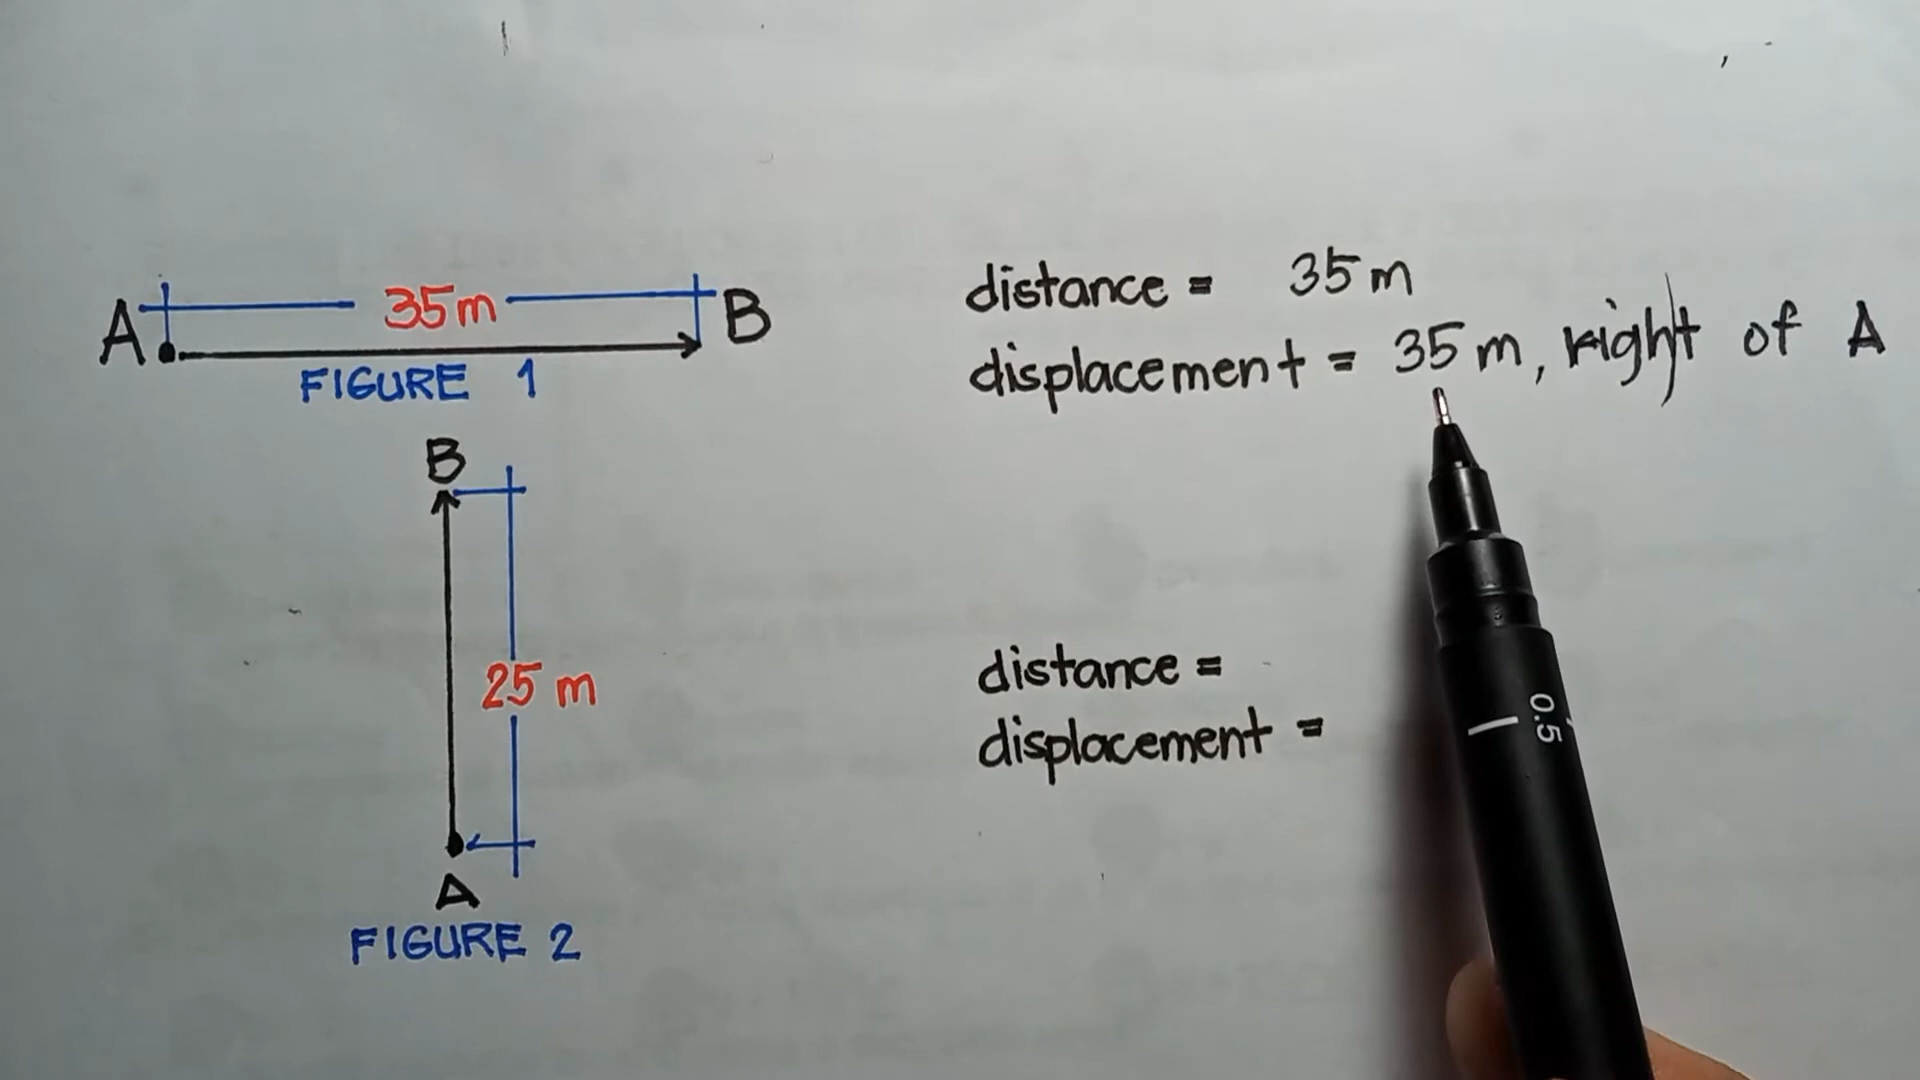 A 35m B
FIGURE 1
distance = 35m
displacement = 35m, right of A
B
25 m
A
FIGURE 2
distance =
displacement =
0.5